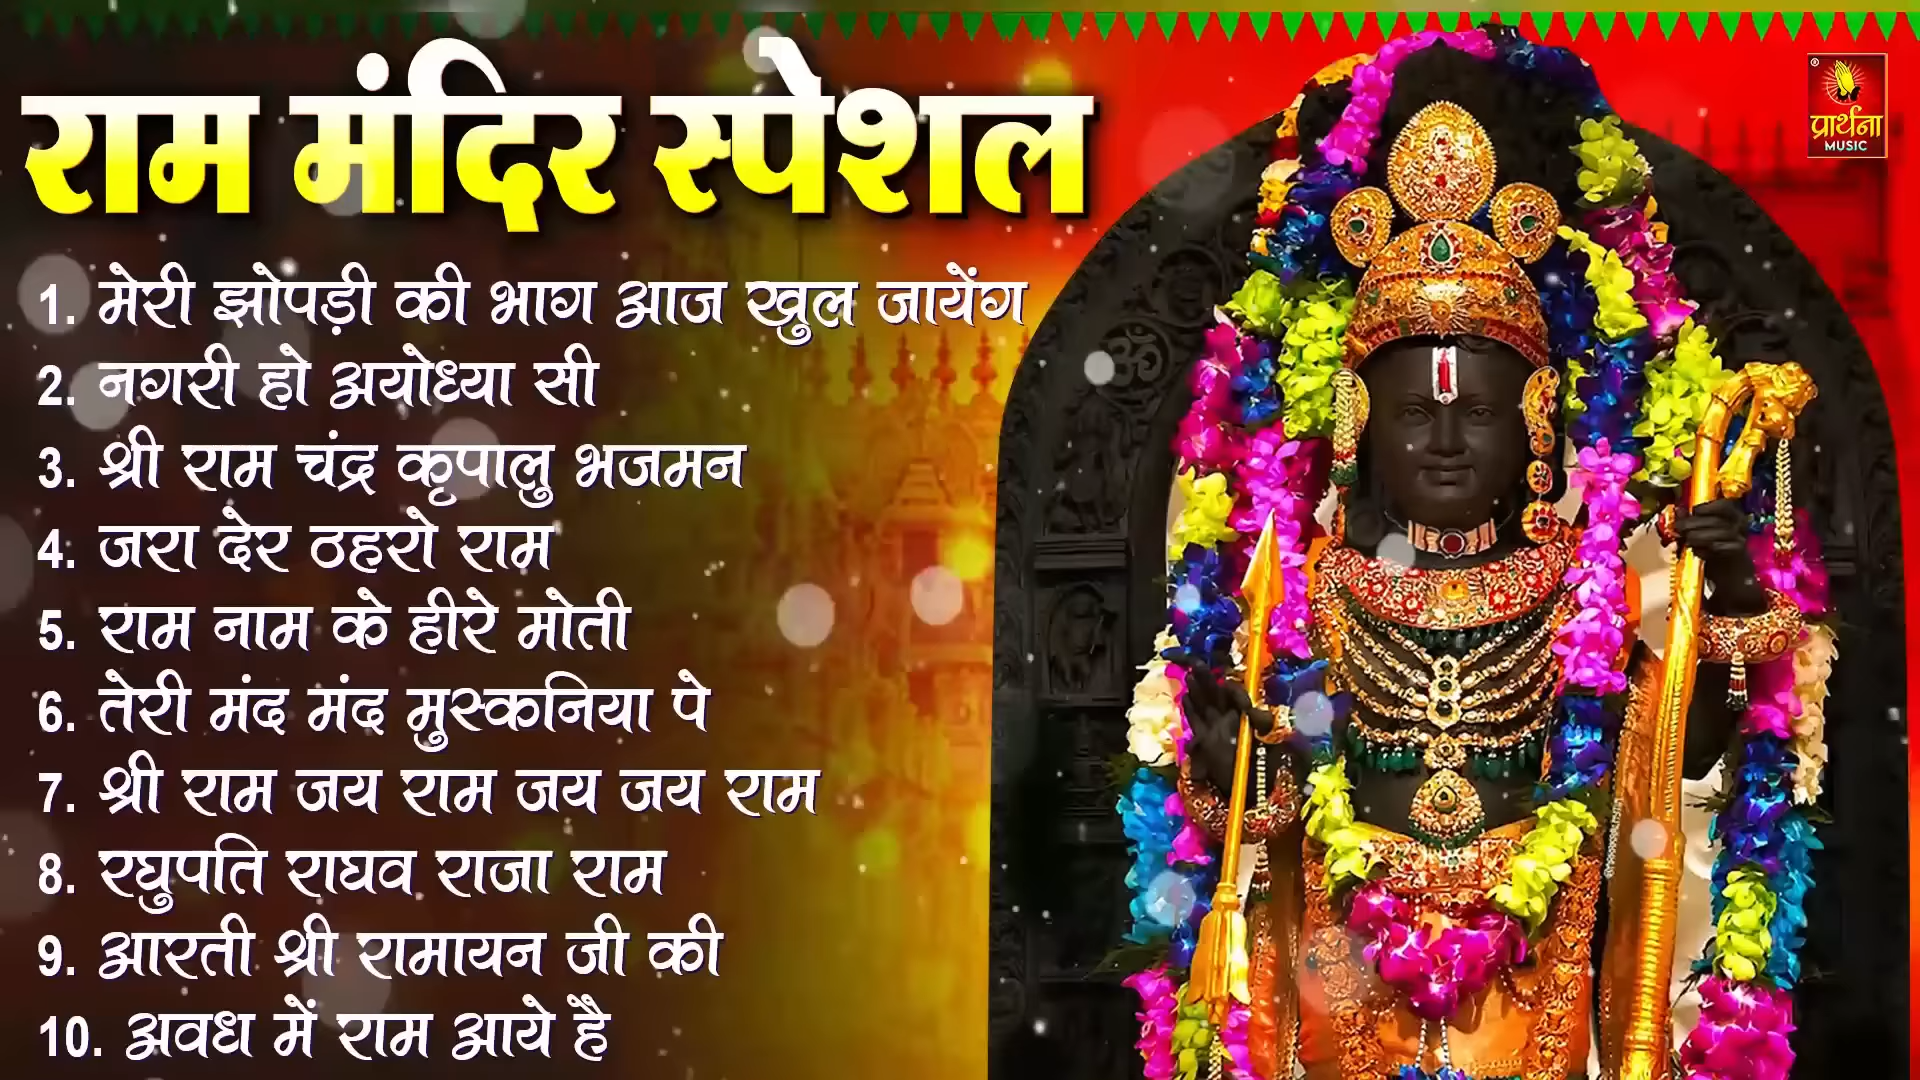 राम मंदिर स्पेशल
®
प्रार्थना
MUSIC
1. मेरी झोपड़ी की भाग आज खुल जायेंग
2. नगरी हो अयोध्या सी
3. श्री राम चंद्र कृपालु भजमन
4. जरा देर ठहरो राम
5. राम नाम के हीरे मोती
6. तेरी मंद मंद मुस्कनिया पे
7. श्री राम जय राम जय जय राम
8. रघुपति राघव राजा राम
9. आरती श्री रामायन जी की
10. अवध में राम आये है
ॐ